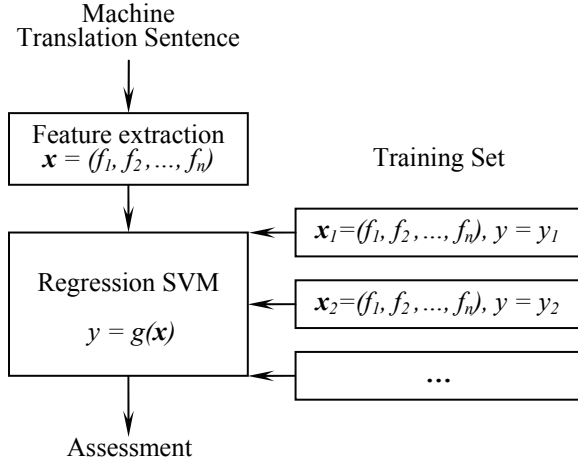 Machine
Translation Sentence
Feature extraction
x = (f1, f2 ,..., fn)
Training Set
x1=(f1, f2 ,..., fn), y = y1
Regression SVM
x2=(f1, f2 ,..., fn), y = y2
y = g(x)
...
Assessment